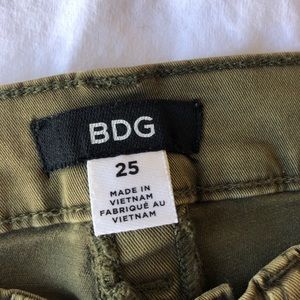 BDG
25
MADE IN
VIETNAM
FABRIQUÉ AU
VIETNAM